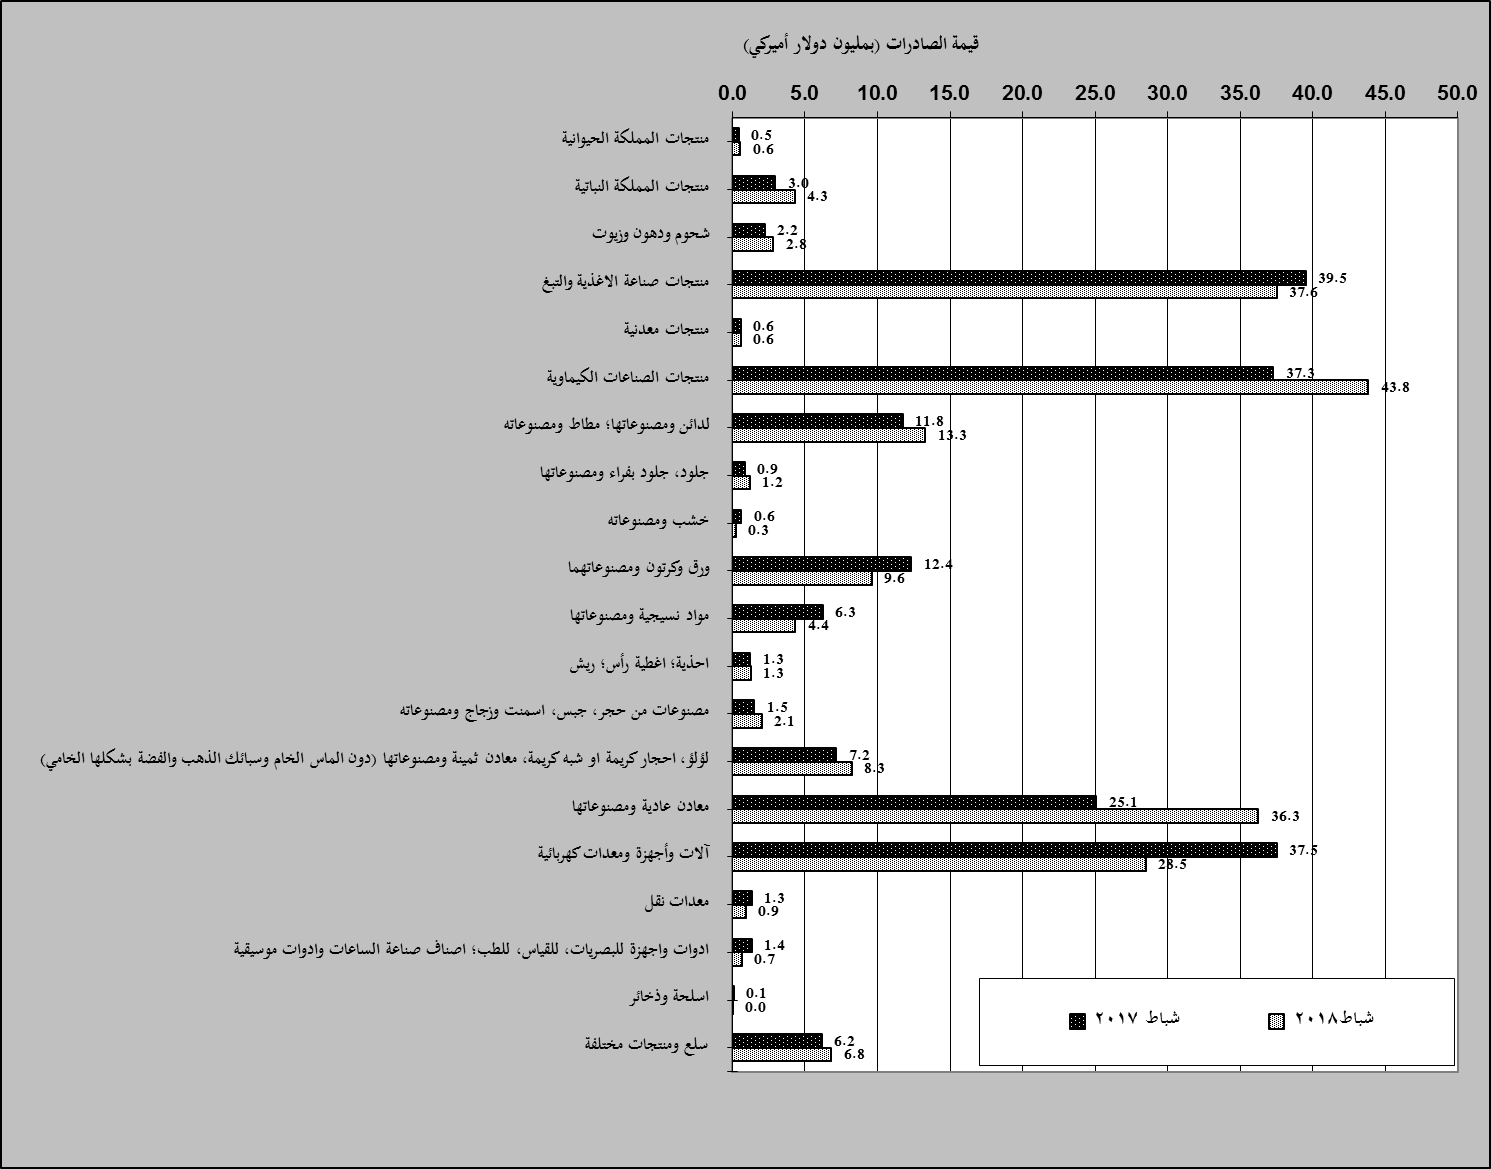 قيمة الصادرات (بمليون دولار أميركي)
0.0 5.0 10.0 15.0 20.0 25.0 30.0 35.0 40.0 45.0 50.0
منتجات المملكة الحيوانية 0.5
0.6
منتجات المملكة النباتية 3.0
4.3
شحوم ودهون وزيوت 2.2
2.8
منتجات صناعة الاغذية والتبغ 39.5
37.6
منتجات معدنية 0.6
0.6
منتجات الصناعات الكيماوية 37.3
43.8
لدائن ومصنوعاتها؛ مطاط ومصنوعاته 11.8
13.3
جلود، جلود بفراء ومصنوعاتها 0.9
1.2
خشب ومصنوعاته 0.6
0.3
ورق وكرتون ومصنوعاتهما 12.4
9.6
مواد نسيجية ومصنوعاتها 6.3
4.4
احذية؛ اغطية رأس؛ ريش 1.3
1.3
مصنوعات من حجر، جبس، اسمنت وزجاج ومصنوعاته 1.5
2.1
لؤلؤ، احجار كريمة او شبه كريمة، معادن ثمينة ومصنوعاتها (دون الماس الخام وسبائك الذهب والفضة بشكلها الخامي) 7.2
8.3
معادن عادية ومصنوعاتها 25.1
36.3
آلات وأجهزة ومعدات كهربائية 37.5
28.5
معدات نقل 1.3
0.9
ادوات واجهزة للبصريات، للقياس، للطب؛ اصناف صناعة الساعات وادوات موسيقية 1.4
0.7
اسلحة وذخائر 0.1
0.0
سلع ومنتجات مختلفة 6.2
6.8
شباط٢٠١٨ شباط ٢٠١٧